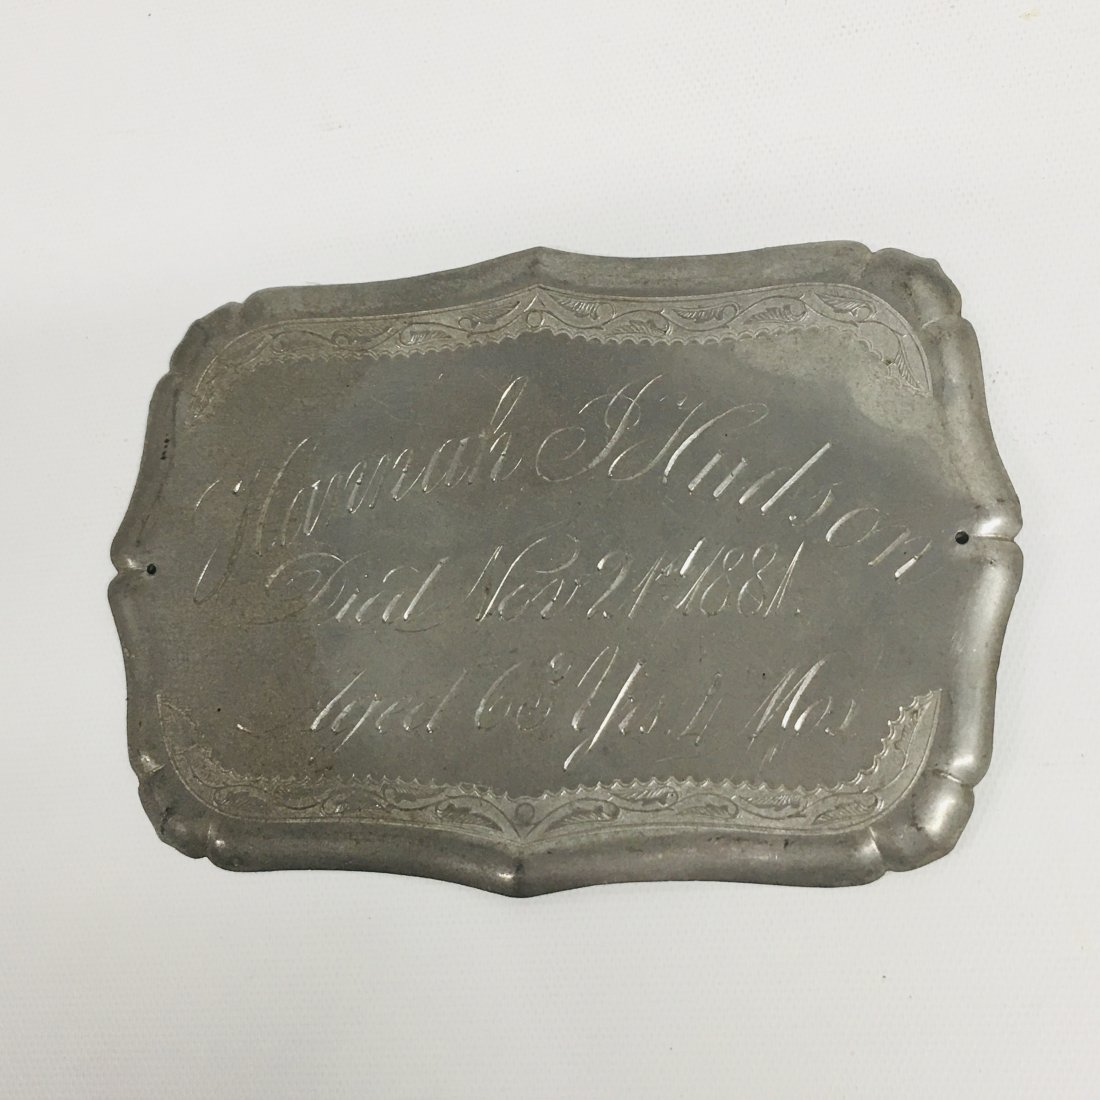 Hannah J Hudson
Died Nov 21st 1881.
Aged 63 Yrs. 4 Mos